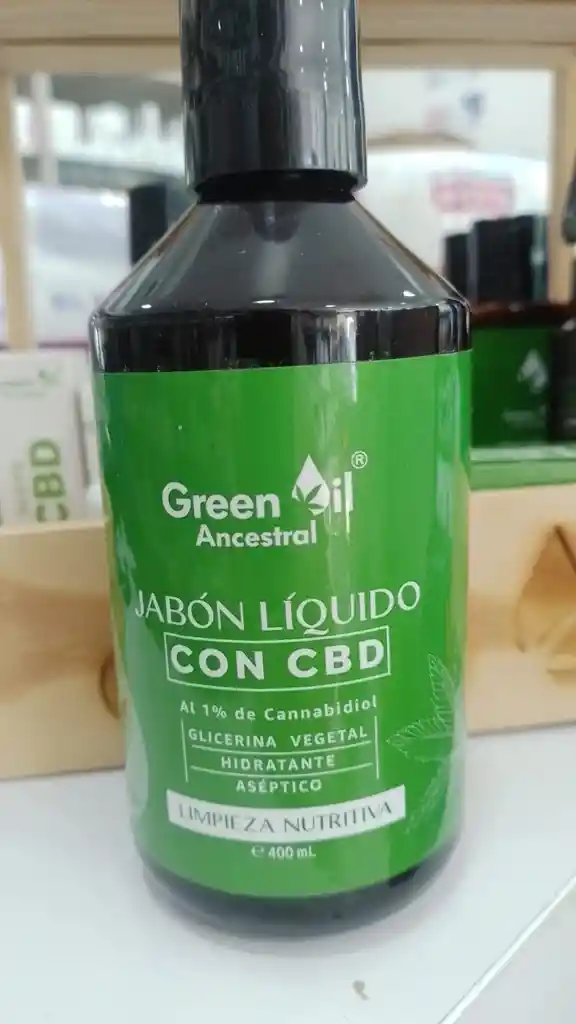 Green Oil ®
Ancestral
JABÓN LÍQUIDO
CON CBD
Al 1% de Cannabidiol
GLICERINA VEGETAL
HIDRATANTE
ASÉPTICO
LIMPIEZA NUTRITIVA
℮ 400 mL
CBD